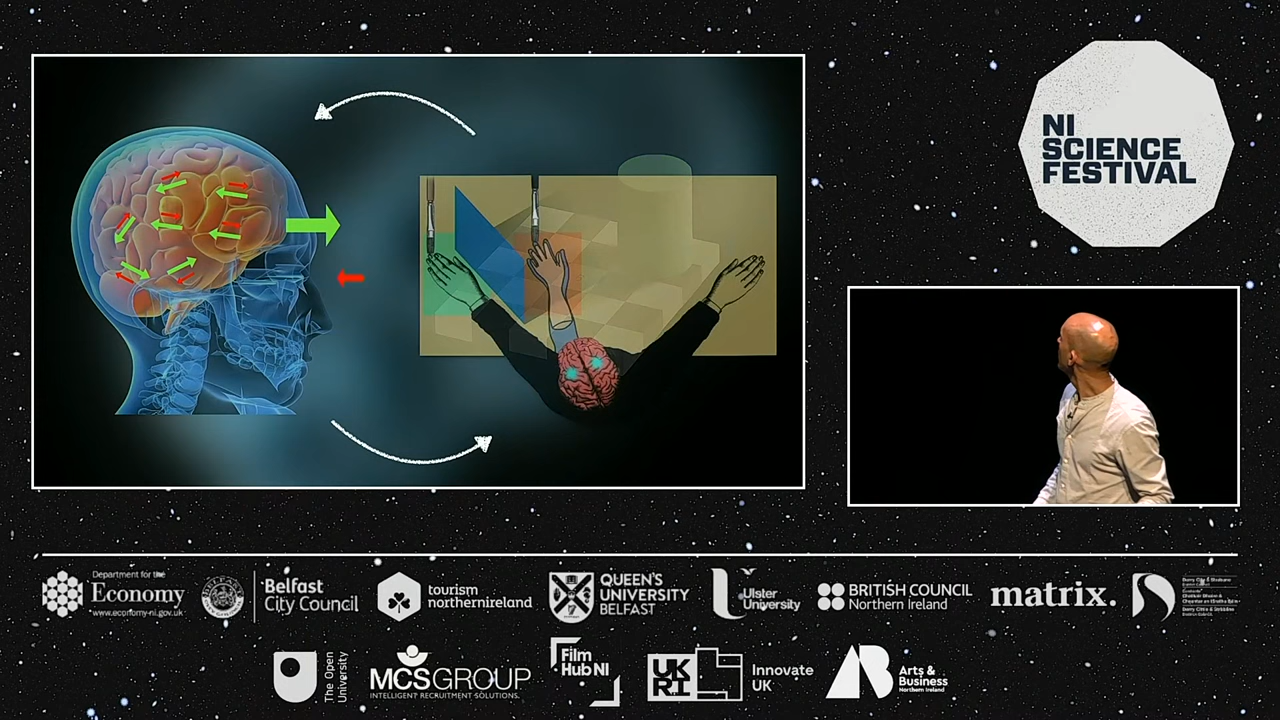 NI
SCIENCE
FESTIVAL
Department for the
Economy
www.economy-ni.gov.uk
Belfast
City Council
tourism
northernireland
QUEEN'S
UNIVERSITY
BELFAST
Ulster
University
BRITISH COUNCIL
Northern Ireland
matrix.
The Open
University
MCSGROUP
INTELLIGENT RECRUITMENT SOLUTIONS.
Film
Hub NI
UK
RI
Innovate
UK
Arts &
Business
Northern Ireland